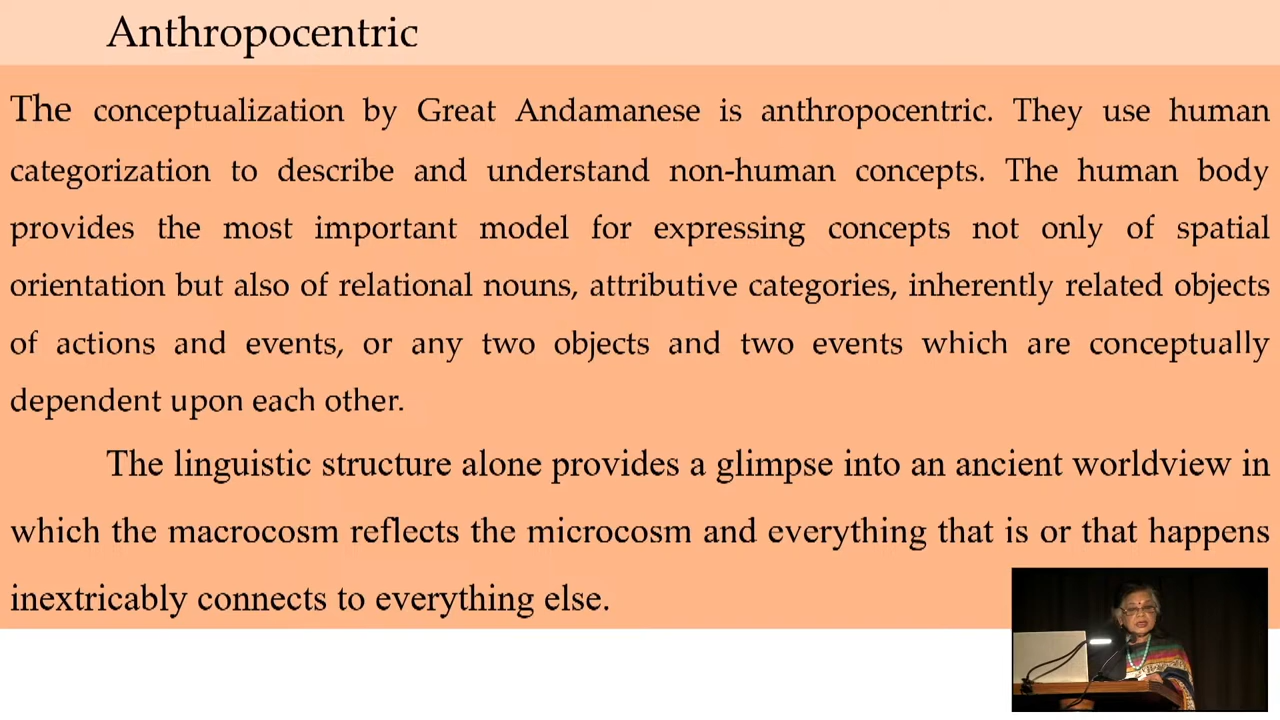 Anthropocentric
The conceptualization by Great Andamanese is anthropocentric. They use human
categorization to describe and understand non-human concepts. The human body
provides the most important model for expressing concepts not only of spatial
orientation but also of relational nouns, attributive categories, inherently related objects
of actions and events, or any two objects and two events which are conceptually
dependent upon each other.
The linguistic structure alone provides a glimpse into an ancient worldview in
which the macrocosm reflects the microcosm and everything that is or that happens
inextricably connects to everything else.